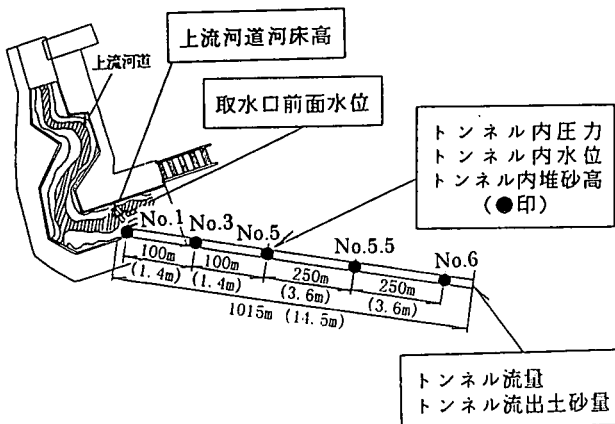 上流河道河床高
上流河道
取水口前面水位
トンネル内圧力
トンネル内水位
トンネル内堆砂高
(●印)
No.1
No.3
No.5
No.5.5
No.6
100m
(1.4m)
100m
(1.4m)
250m
(3.6m)
250m
(3.6m)
1015m (14.5m)
トンネル流量
トンネル流出土砂量